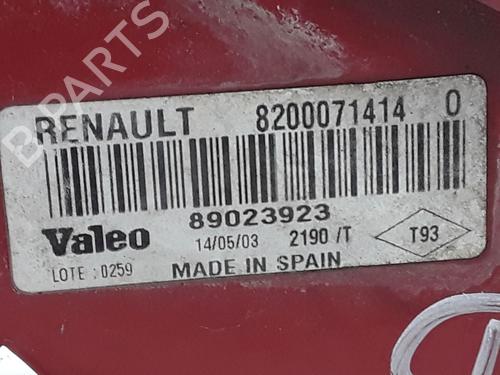 B PARTS
RENAULT 8200071414 0
89023923
Valeo 14/05/03 2190 /T T93
LOTE : 0259 MADE IN SPAIN